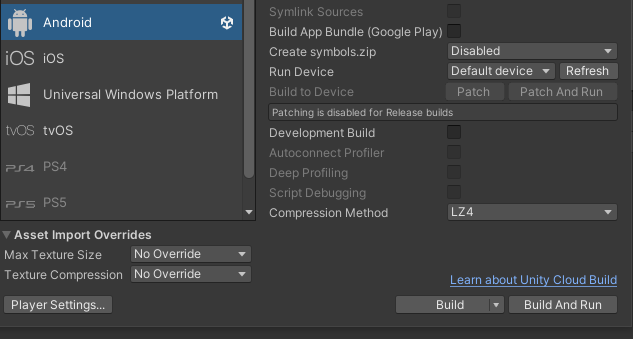 Android
iOS iOS
Universal Windows Platform
tvOS tvOS
PS4 PS4
PS5 PS5
Symlink Sources
Build App Bundle (Google Play)
Create symbols.zip Disabled
Run Device Default device Refresh
Build to Device Patch Patch And Run
Patching is disabled for Release builds
Development Build
Autoconnect Profiler
Deep Profiling
Script Debugging
Compression Method LZ4
Asset Import Overrides
Max Texture Size No Override
Texture Compression No Override
Learn about Unity Cloud Build
Player Settings... Build Build And Run